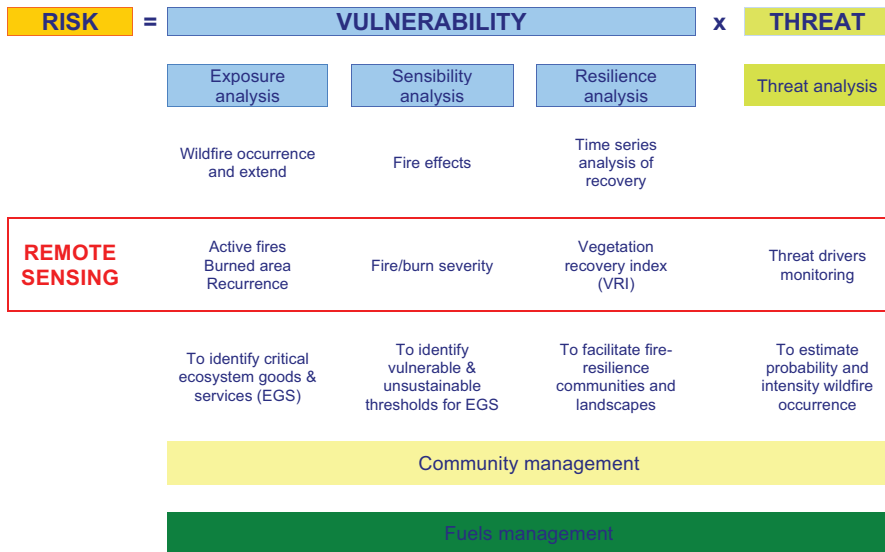 RISK = VULNERABILITY x THREAT
Exposure
analysis
Sensibility
analysis
Resilience
analysis
Threat analysis
Wildfire occurrence
and extend
Fire effects
Time series
analysis of
recovery
REMOTE
SENSING
Active fires
Burned area
Recurrence
Fire/burn severity
Vegetation
recovery index
(VRI)
Threat drivers
monitoring
To identify critical
ecosystem goods &
services (EGS)
To identify
vulnerable &
unsustainable
thresholds for EGS
To facilitate fire-
resilience
communities and
landscapes
To estimate
probability and
intensity wildfire
occurrence
Community management
Fuels management